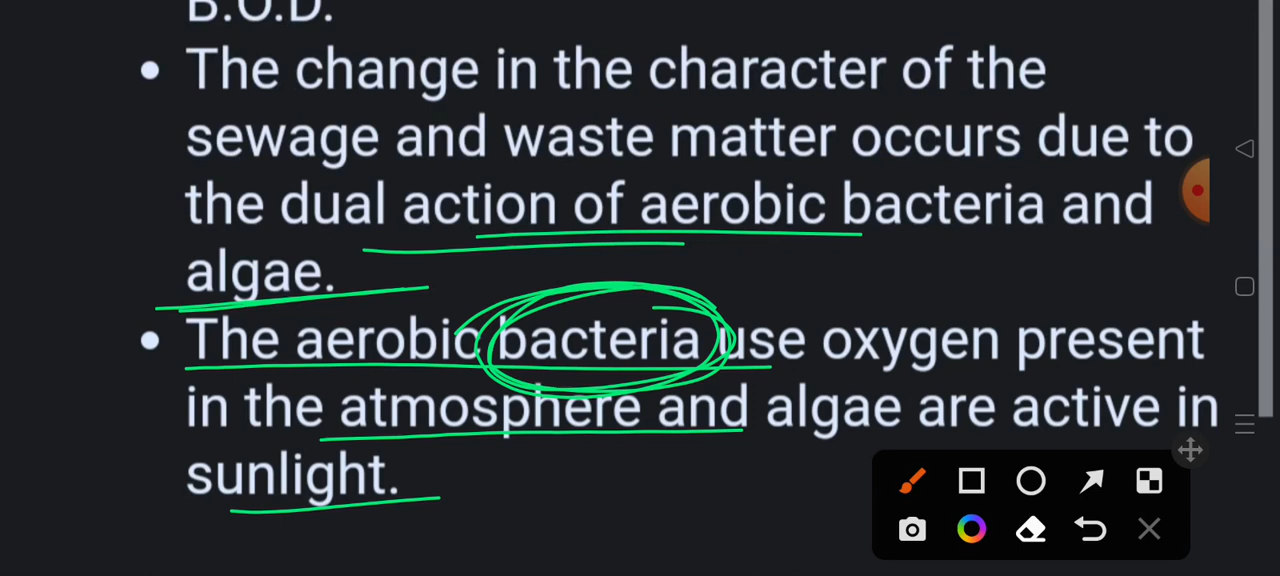 B.O.D.
• The change in the character of the
sewage and waste matter occurs due to
the dual action of aerobic bacteria and
algae.
• The aerobic bacteria use oxygen present
in the atmosphere and algae are active in
sunlight.